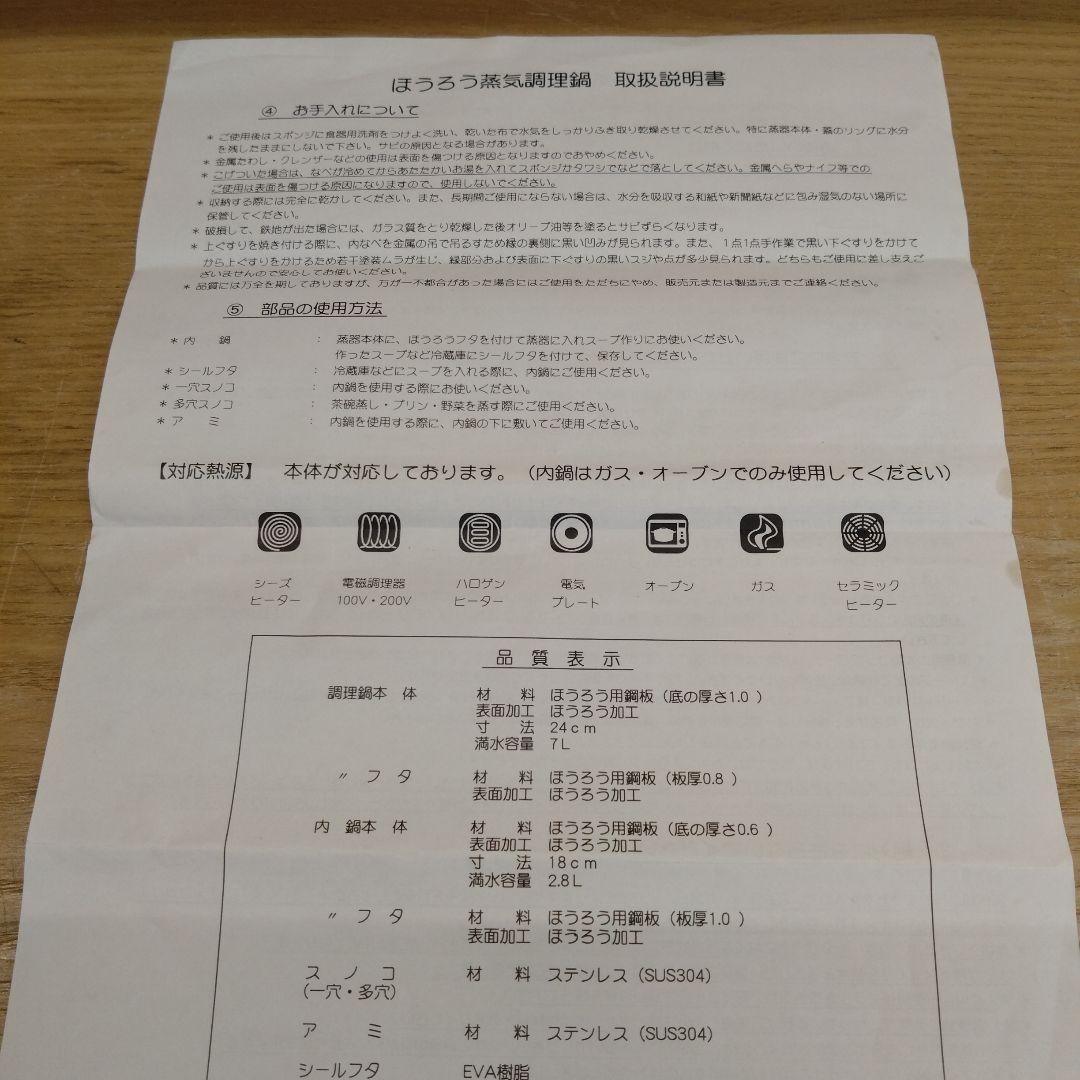 ほうろう蒸気調理鍋　取扱説明書
④　お手入れについて
＊ ご使用後はスポンジに食器用洗剤をつけよく洗い、乾いた布で水気をしっかりふき取り乾燥させてください。特に蒸器本体・蓋のリングに水分
を残したままにしないで下さい。サビの原因となる場合があります。
＊ 金属たわし・クレンザーなどの使用は表面を傷つける原因となりますのでおやめください。
＊ こげついた場合は、なべが冷めてからあたたかいお湯を入れてスポンジかタワシでなどで落としてください。金属へらやナイフ等での
ご使用は表面を傷つける原因になりますので、使用しないでください。
＊ 収納する際には完全に乾かしてください。また、長期間ご使用にならない場合は、水分を吸収する和紙や新聞紙などに包み湿気のない場所に
保管してください。
＊ 破損して、鉄地が出た場合には、ガラス質をとり乾燥した後オリーブ油等を塗るとサビずらくなります。
＊ 上ぐすりを焼き付ける際に、内なべを金属の吊で吊るすため縁の裏側に黒い凹みが見られます。また、1点1点手作業で黒い下ぐすりをかけて
から上ぐすりをかけるため若干塗装ムラが生じ、縁部分および表面に下ぐすりの黒いスジや点が多少見られます。どちらもご使用に差し支えご
ざいませんので安心してお使いください。
＊ 品質には万全を期しておりますが、万が一不都合があった場合にはご使用をただちにやめ、販売元または製造元までご連絡ください。
⑤　部品の使用方法
＊ 内　鍋　：　蒸器本体に、ほうろうフタを付けて蒸器に入れスープ作りにお使いください。
作ったスープなど冷蔵庫にシールフタを付けて、保存してください。
＊ シールフタ　：　冷蔵庫などにスープを入れる際に、内鍋にご使用ください。
＊ 一穴スノコ　：　内鍋を使用する際にお使いください。
＊ 多穴スノコ　：　茶碗蒸し・プリン・野菜を蒸す際にご使用ください。
＊ ア　ミ　：　内鍋を使用する際に、内鍋の下に敷いてご使用ください。
【対応熱源】　本体が対応しております。（内鍋はガス・オーブンでのみ使用してください）
シーズ
ヒーター
電磁調理器
100V・200V
ハロゲン
ヒーター
電気
プレート
オーブン
ガス
セラミック
ヒーター
品　質　表　示
調理鍋本　体　材　料　ほうろう用鋼板（底の厚さ1.0 ）
表面加工　ほうろう加工
寸　法　24cm
満水容量　7L
〃　フ　タ　材　料　ほうろう用鋼板（板厚0.8 ）
表面加工　ほうろう加工
内　鍋本　体　材　料　ほうろう用鋼板（底の厚さ0.6 ）
表面加工　ほうろう加工
寸　法　18cm
満水容量　2.8L
〃　フ　タ　材　料　ほうろう用鋼板（板厚1.0 ）
表面加工　ほうろう加工
ス　ノ　コ　材　料　ステンレス（SUS304）
（一穴・多穴）
ア　ミ　材　料　ステンレス（SUS304）
シールフタ　EVA樹脂